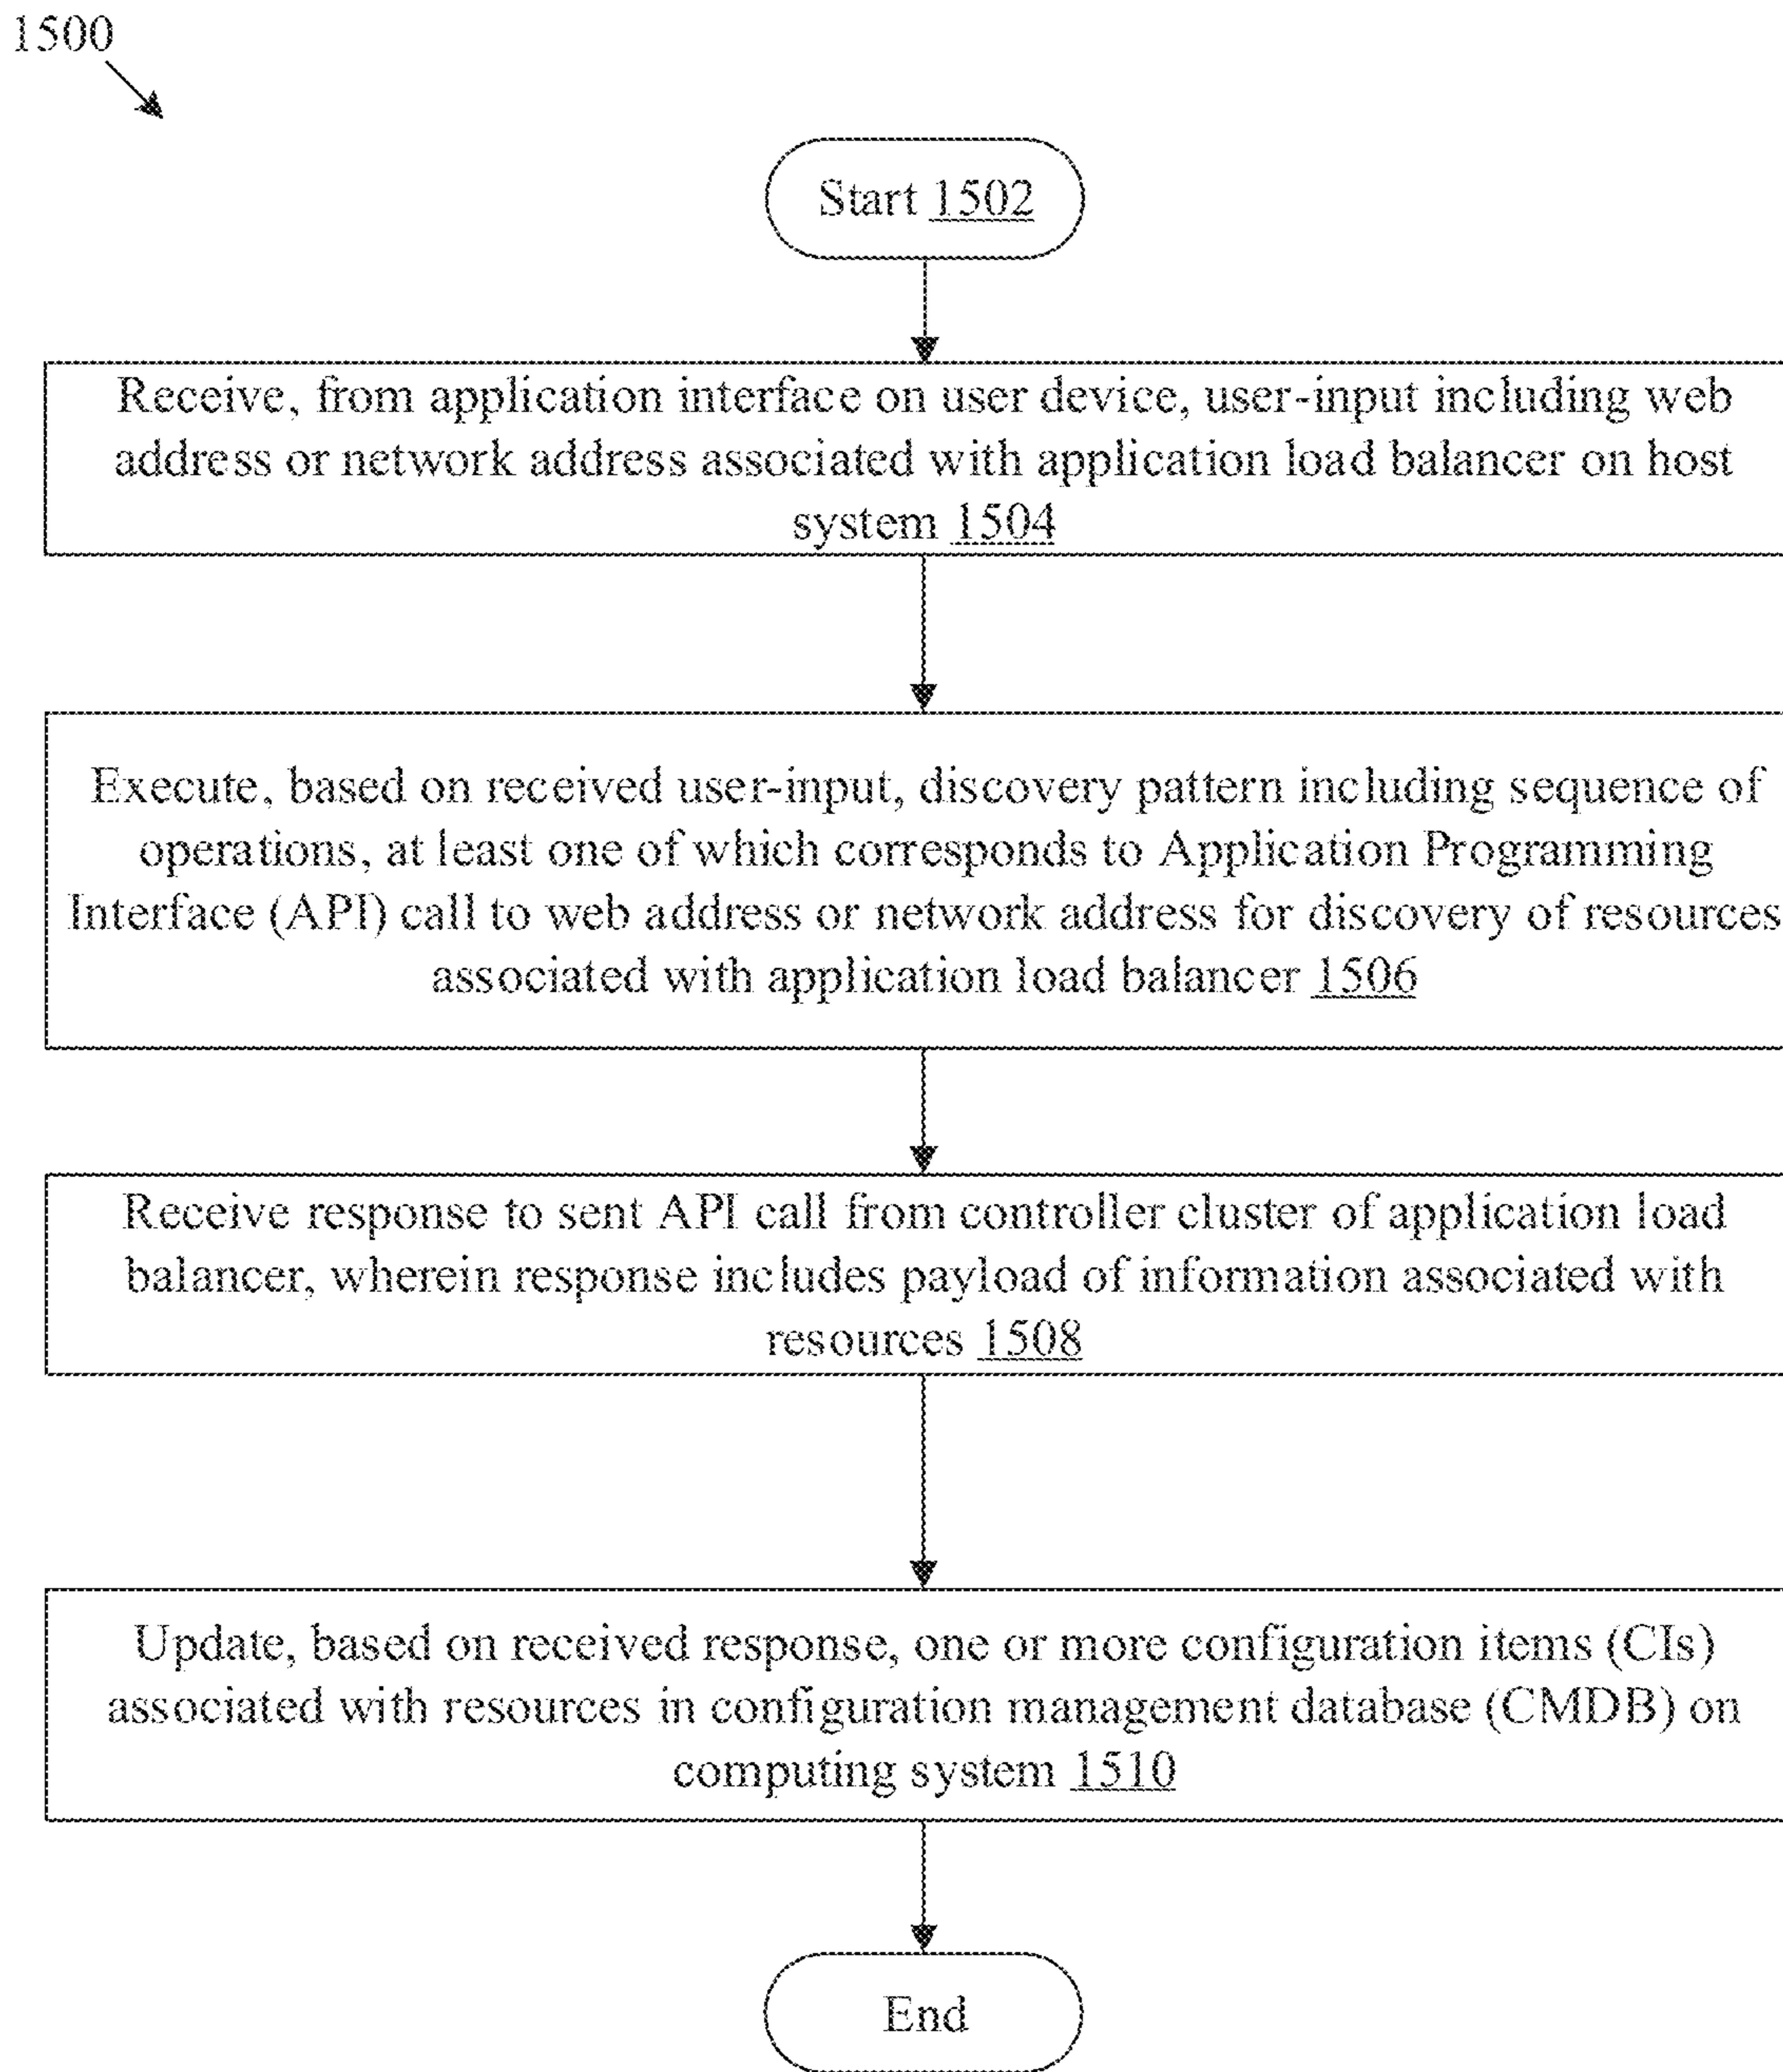 1500
Start 1502
Receive, from application interface on user device, user-input including web
address or network address associated with application load balancer on host
system 1504
Execute, based on received user-input, discovery pattern including sequence of
operations, at least one of which corresponds to Application Programming
Interface (API) call to web address or network address for discovery of resources
associated with application load balancer 1506
Receive response to sent API call from controller cluster of application load
balancer, wherein response includes payload of information associated with
resources 1508
Update, based on received response, one or more configuration items (CIs)
associated with resources in configuration management database (CMDB) on
computing system 1510
End